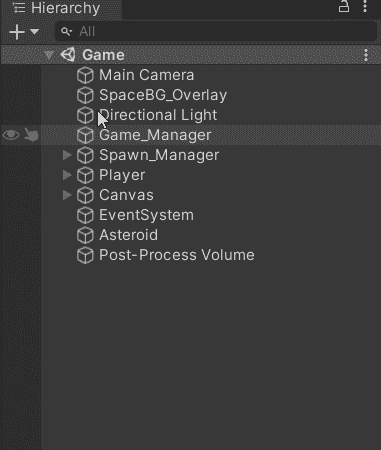 Hierarchy
All
Game
Main Camera
SpaceBG_Overlay
Directional Light
Game_Manager
Spawn_Manager
Player
Canvas
EventSystem
Asteroid
Post-Process Volume